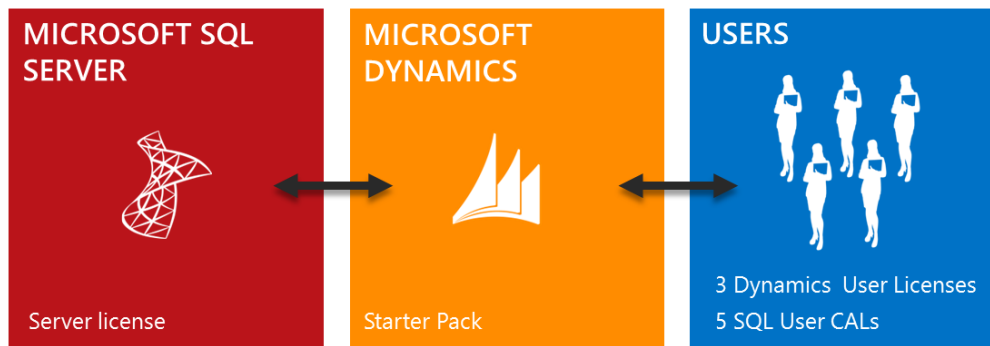 MICROSOFT SQL
SERVER
Server license
MICROSOFT
DYNAMICS
Starter Pack
USERS
3 Dynamics  User Licenses
5 SQL User CALs